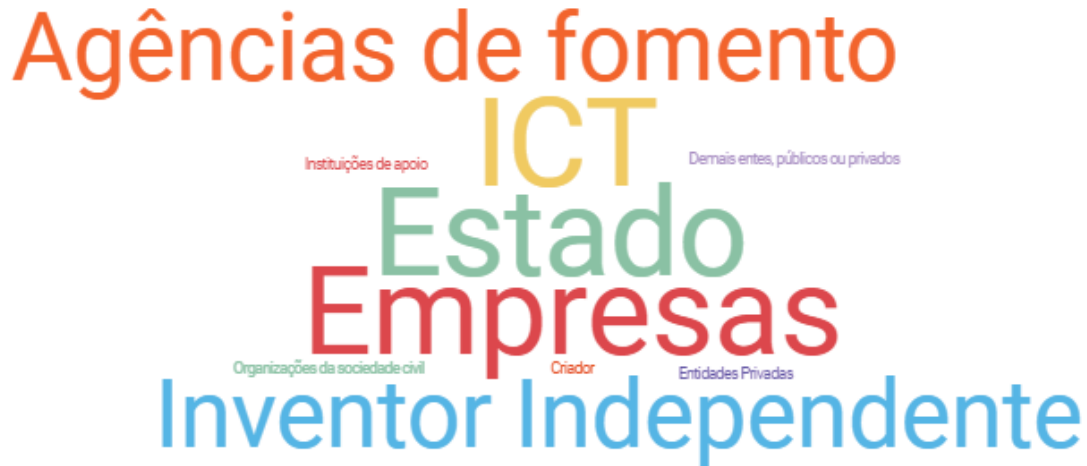 Agências de fomento
ICT
Instituições de apoio
Demais entes, públicos ou privados
Estado
Empresas
Organizações da sociedade civil
Criador
Entidades Privadas
Inventor Independente